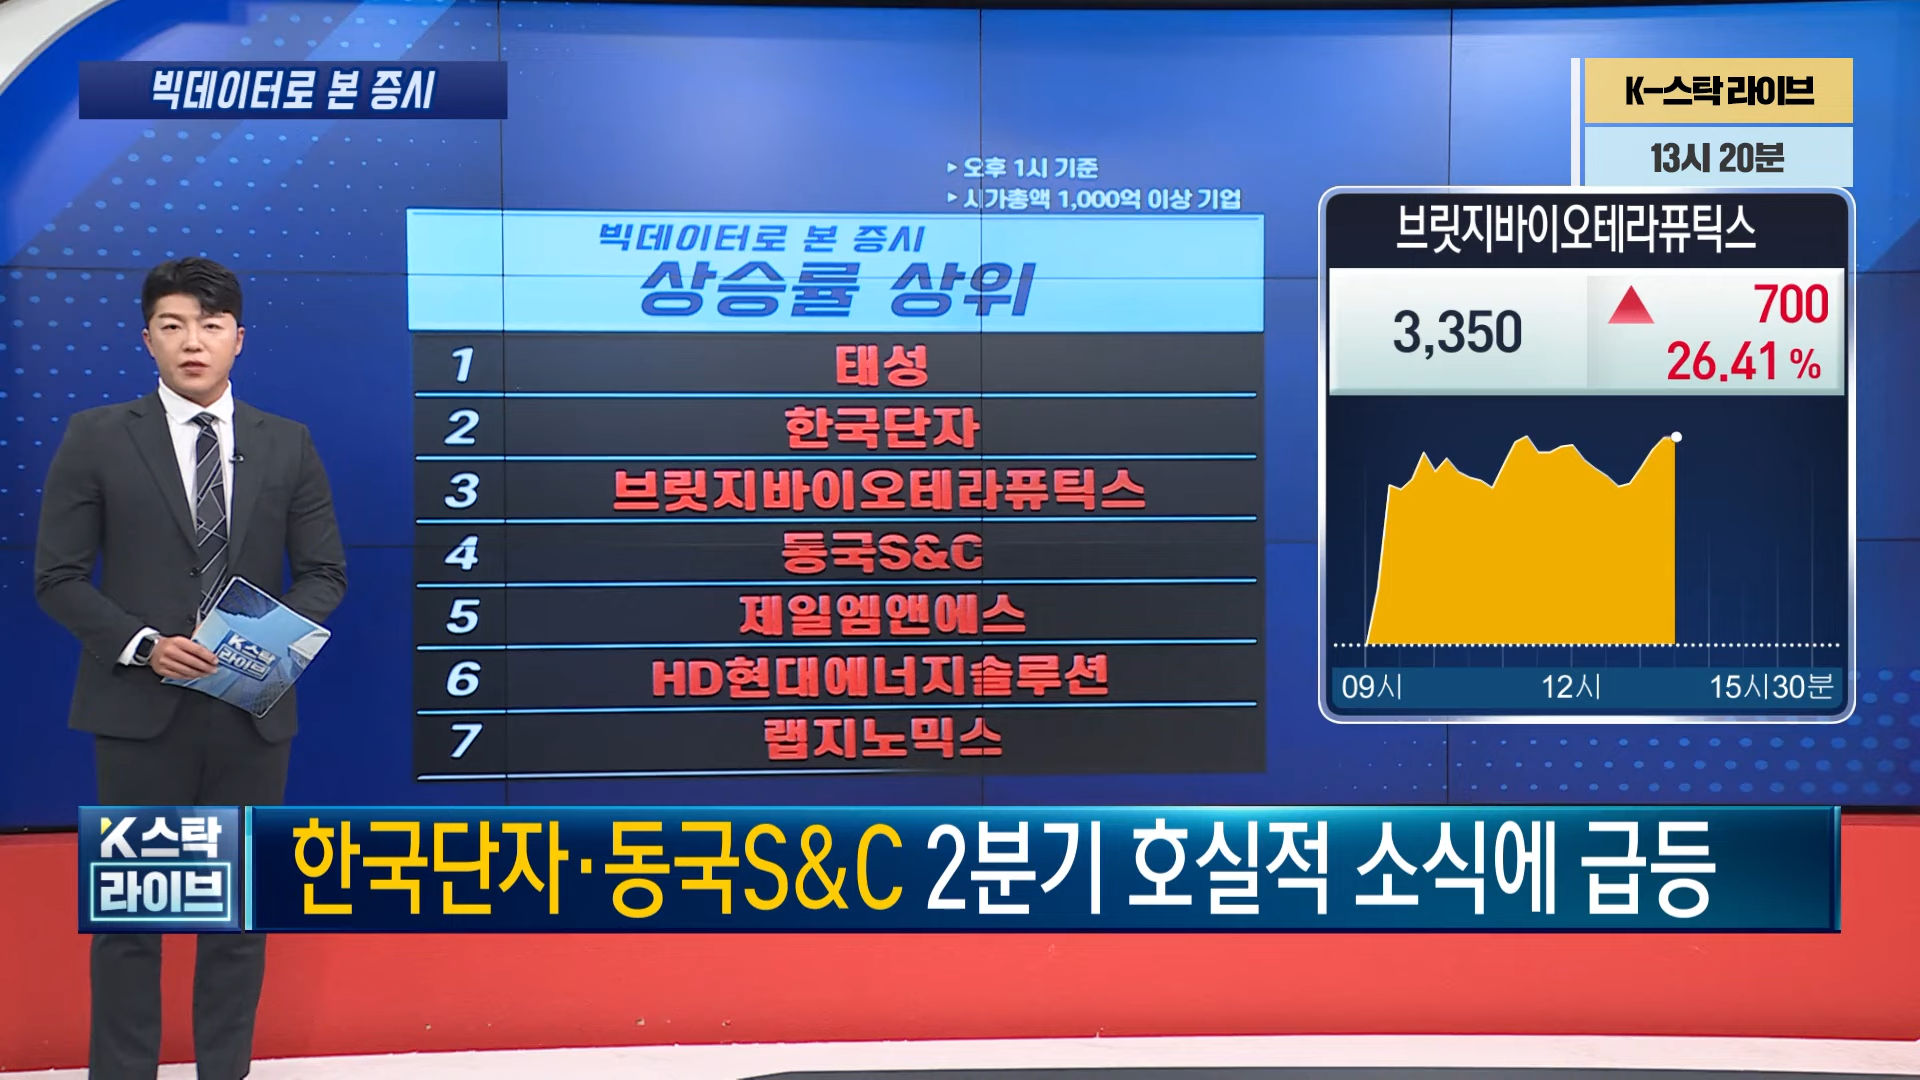 빅데이터로 본 증시
K-스탁 라이브
13시 20분
▸오후 1시 기준
▸시가총액 1,000억 이상 기업
빅데이터로 본 증시
상승률 상위
1 태성
2 한국단자
3 브릿지바이오테라퓨틱스
4 동국S&C
5 제일엠앤에스
6 HD현대에너지솔루션
7 랩지노믹스
브릿지바이오테라퓨틱스
3,350
▲ 700
26.41 %
09시 12시 15시30분
K스탁
라이브
K스탁
라이브
한국단자·동국S&C 2분기 호실적 소식에 급등